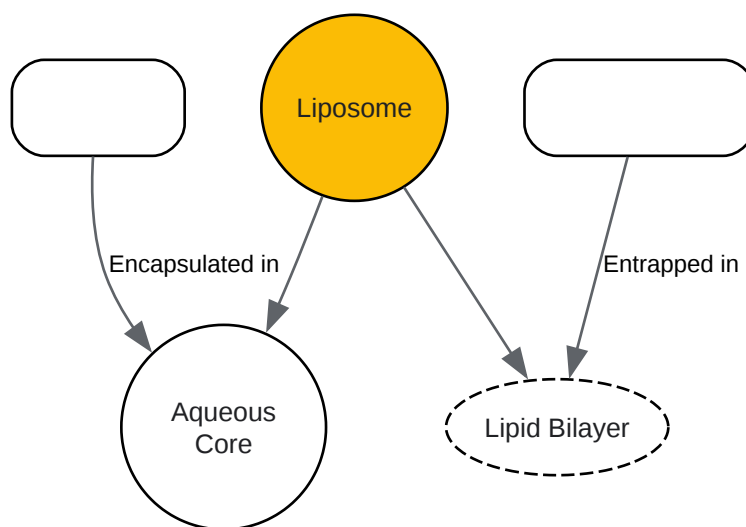 Liposome
Encapsulated in
Entrapped in
Aqueous
Core
Lipid Bilayer